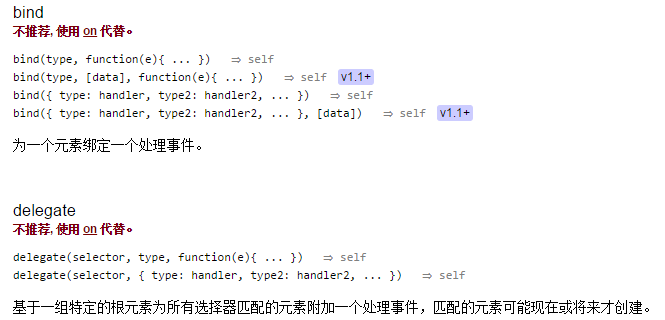 bind
不推荐, 使用 on 代替。
bind(type, function(e){ ... })  ⇒ self
bind(type, [data], function(e){ ... })  ⇒ self  v1.1+
bind({ type: handler, type2: handler2, ... })  ⇒ self
bind({ type: handler, type2: handler2, ... }, [data])  ⇒ self  v1.1+
为一个元素绑定一个处理事件。
delegate
不推荐, 使用 on 代替。
delegate(selector, type, function(e){ ... })  ⇒ self
delegate(selector, { type: handler, type2: handler2, ... })  ⇒ self
基于一组特定的根元素为所有选择器匹配的元素附加一个处理事件，匹配的元素可能现在或将来才创建。